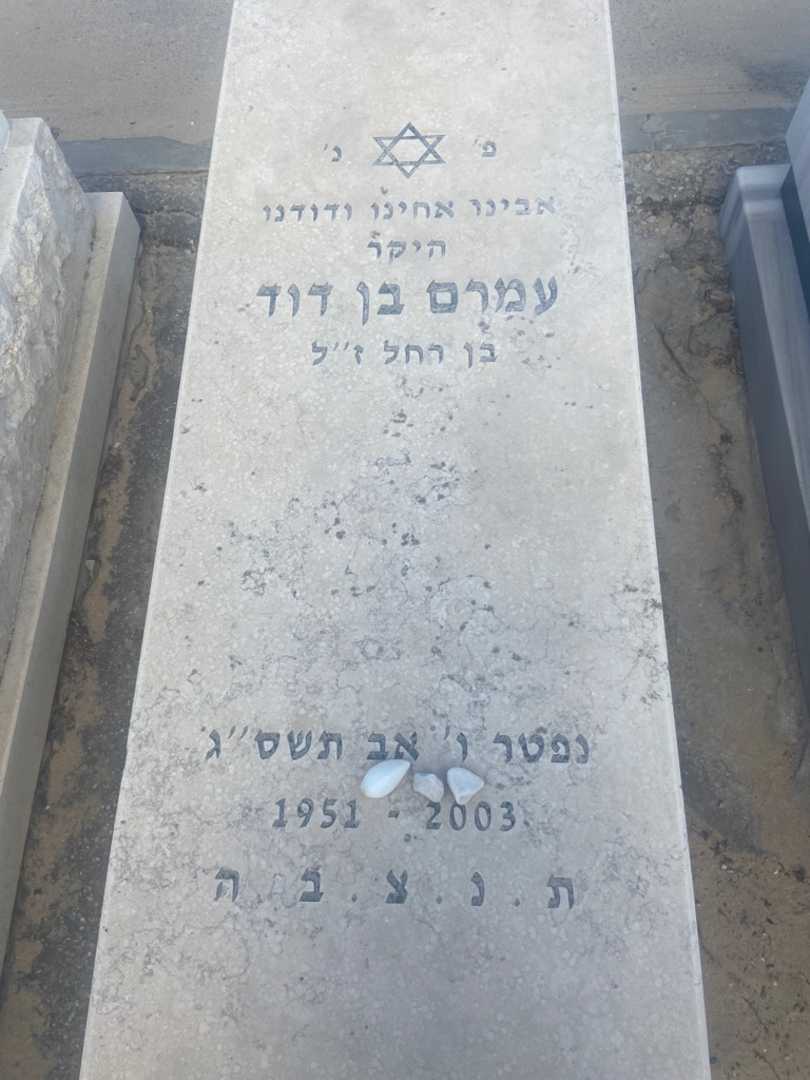 פ' נ'
אבינו אחינו ודודנו
היקר
עמרם בן דוד
בן רחל ז''ל
נפטר ו' אב תשס''ג
1951 - 2003
ת . נ . צ . ב . ה